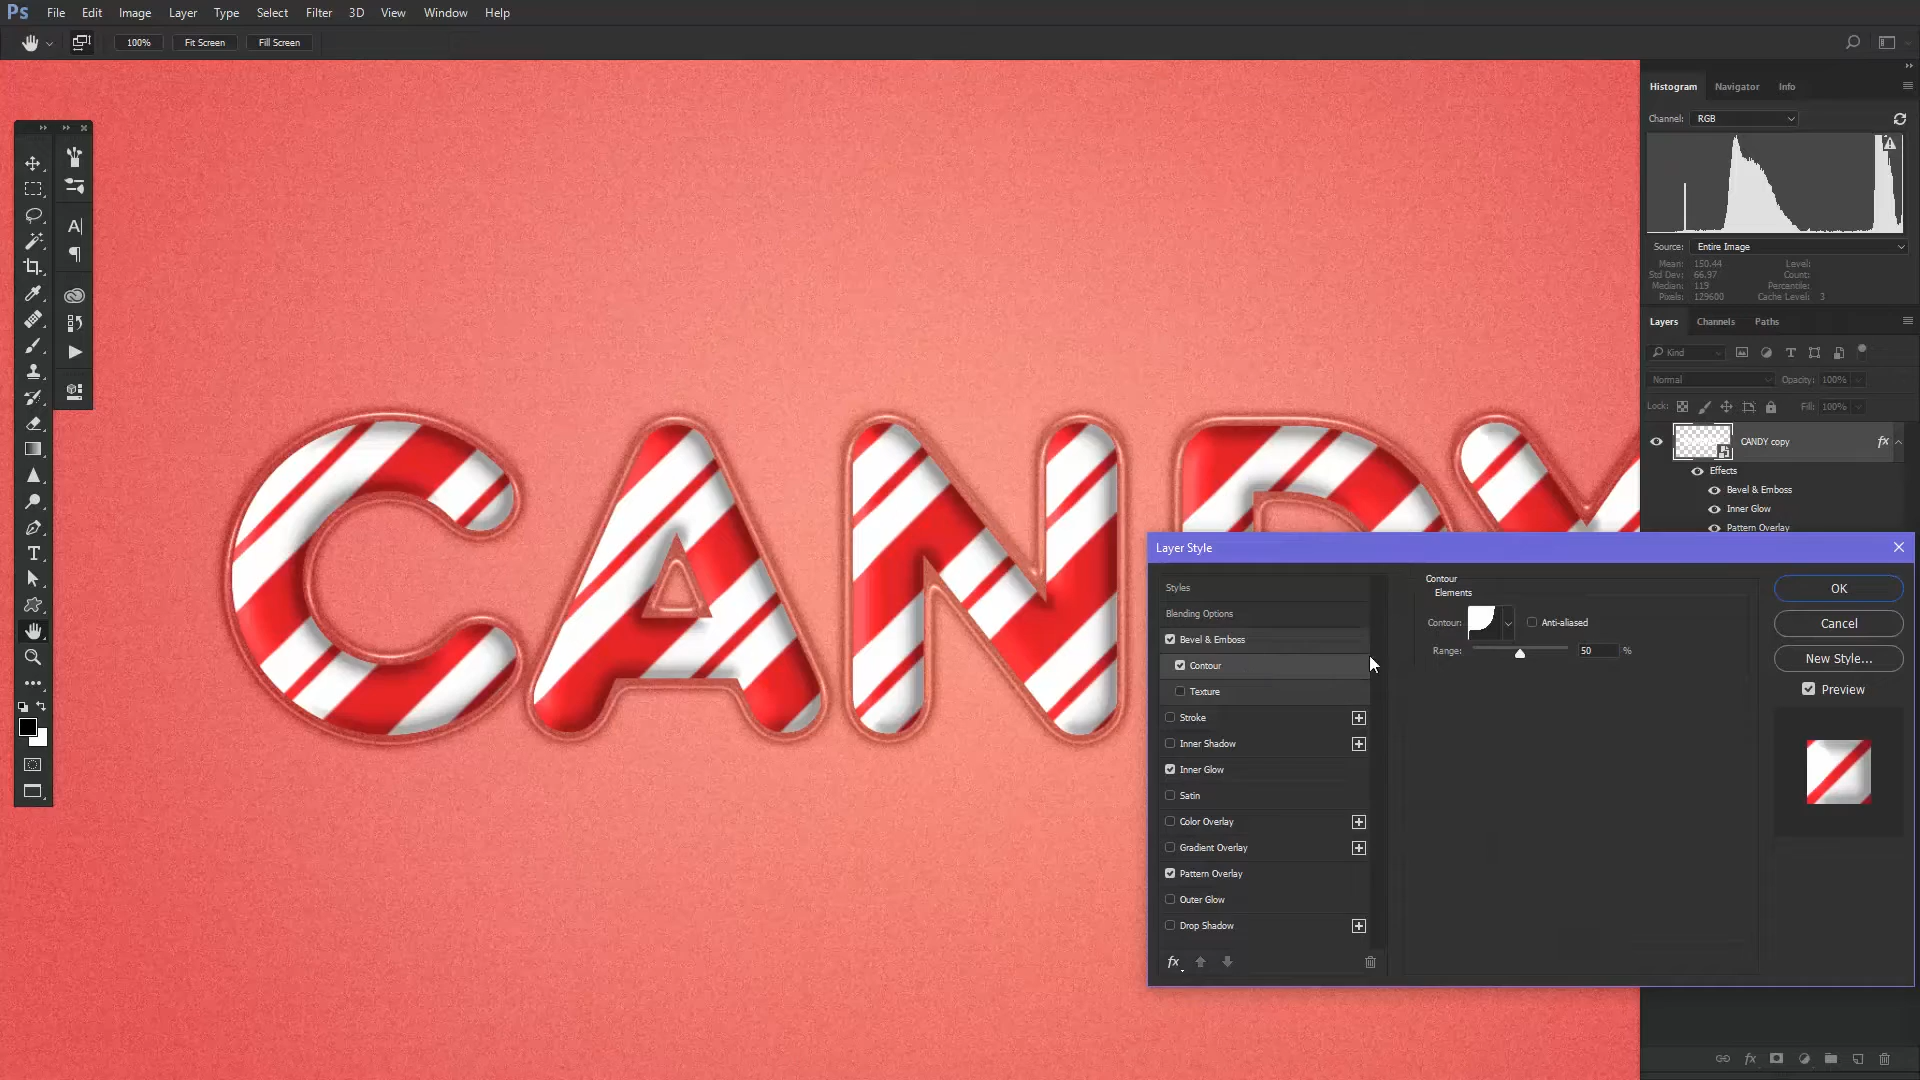 Ps File Edit Image Layer Type Select Filter 3D View Window Help
100% Fit Screen Fill Screen
Histogram Navigator Info
Channel: RGB
Source: Entire Image
Mean: 150.44 Level:
Std Dev: 66.97 Count:
Median: 119 Percentile:
Pixels: 129600 Cache Level: 3
Layers Channels Paths
Kind
Normal Opacity: 100%
Lock: Fill: 100%
CANDY copy fx
Effects
Bevel & Emboss
Inner Glow
Pattern Overlay
CANDY
Layer Style
Styles
Blending Options
Bevel & Emboss
Contour
Texture
Stroke
Inner Shadow
Inner Glow
Satin
Color Overlay
Gradient Overlay
Pattern Overlay
Outer Glow
Drop Shadow
fx
Contour
Elements
Contour: Anti-aliased
Range: 50 %
OK
Cancel
New Style...
Preview
fx